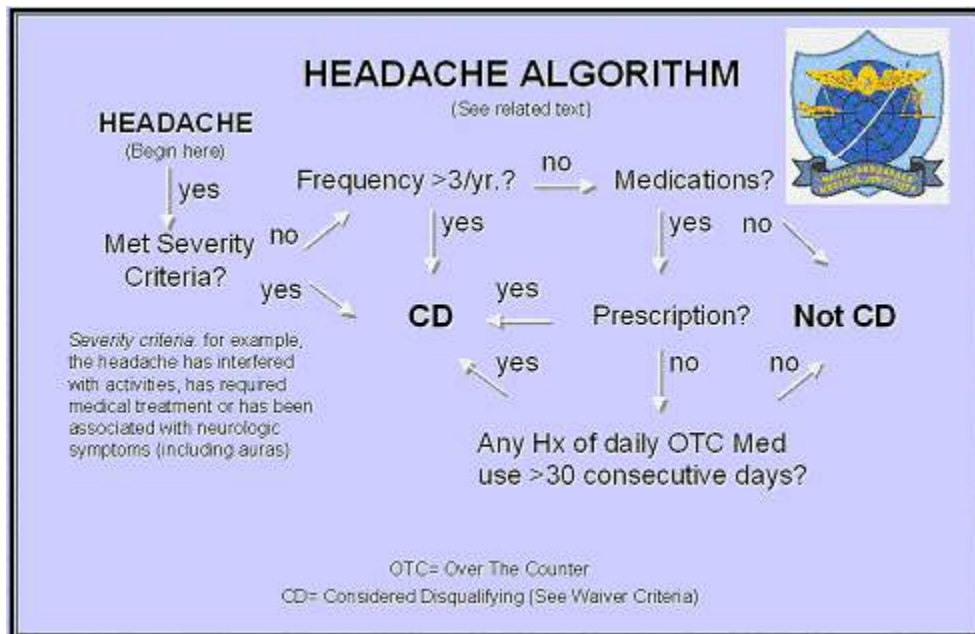 HEADACHE ALGORITHM
(See related text)
HEADACHE
(Begin here)
yes
Met Severity
Criteria?
no
yes
Frequency >3/yr.?
no
yes
Medications?
yes
no
CD
yes
Prescription?
Not CD
yes
no
no
Any Hx of daily OTC Med
use >30 consecutive days?
Severity criteria: for example,
the headache has interfered
with activities, has required
medical treatment or has been
associated with neurologic
symptoms (including auras)
OTC= Over The Counter
CD= Considered Disqualifying (See Waiver Criteria)